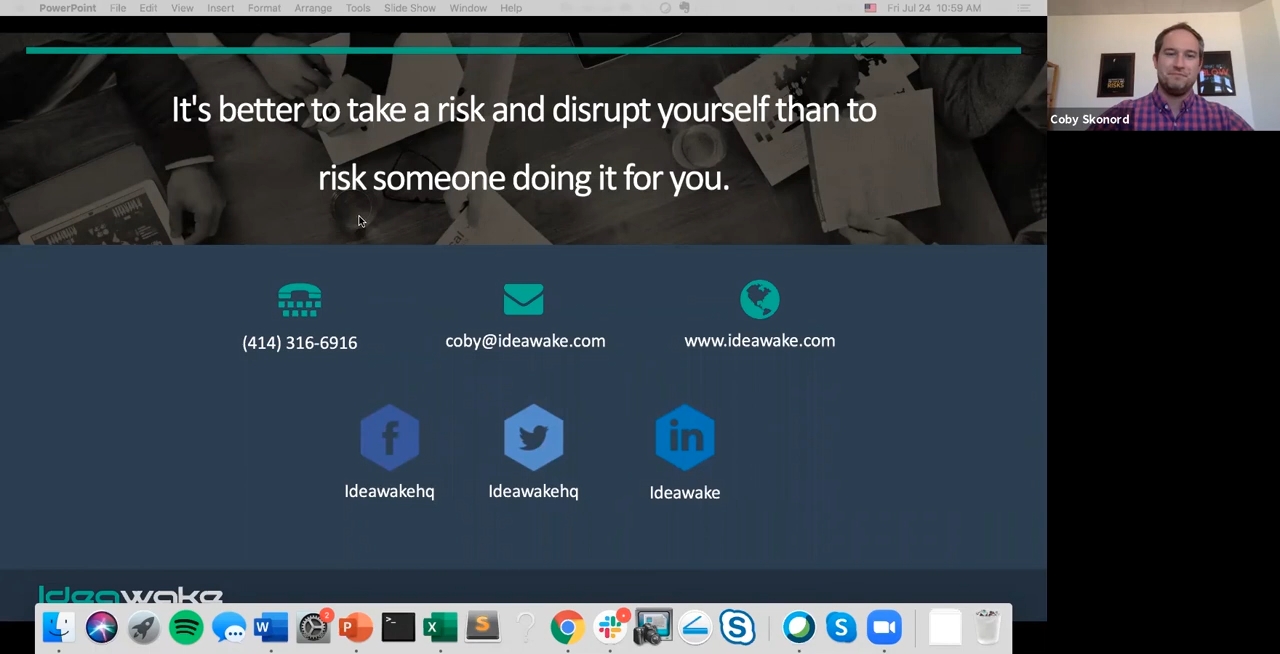 PowerPoint File Edit View Insert Format Arrange Tools Slide Show Window Help Fri Jul 24 10:59 AM
Coby Skonord
It's better to take a risk and disrupt yourself than to
risk someone doing it for you.
(414) 316-6916
coby@ideawake.com
www.ideawake.com
Ideawakehq
Ideawakehq
Ideawake
Ideawake
2